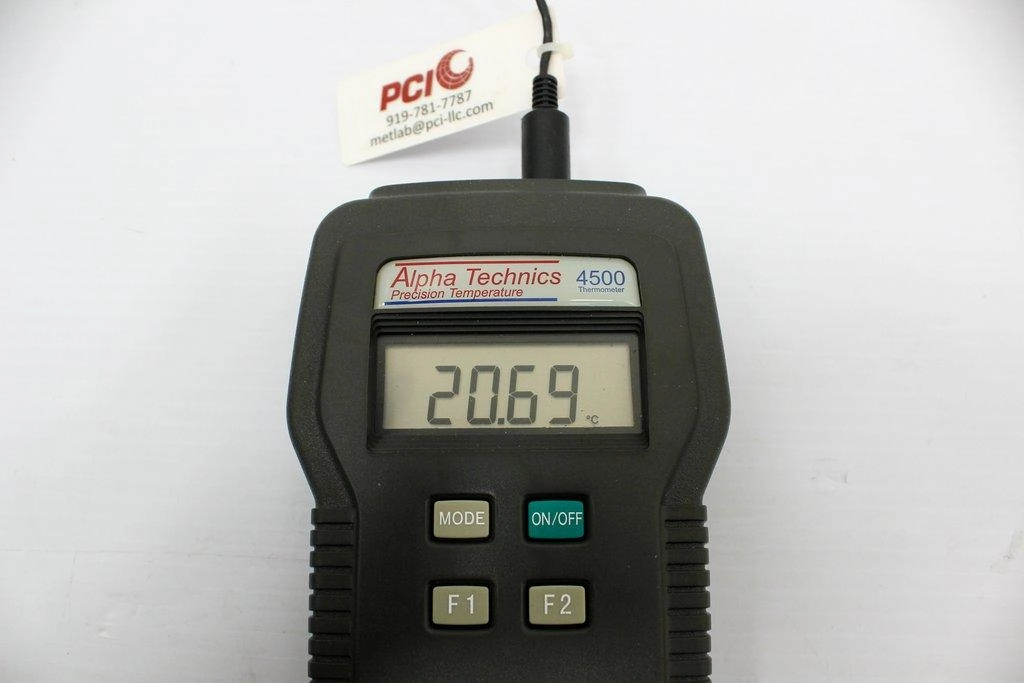 PCI
919-781-7787
metlab@pci-llc.com
Alpha Technics 4500
Precision Temperature Thermometer
20.69 °C
MODE ON/OFF
F1 F2